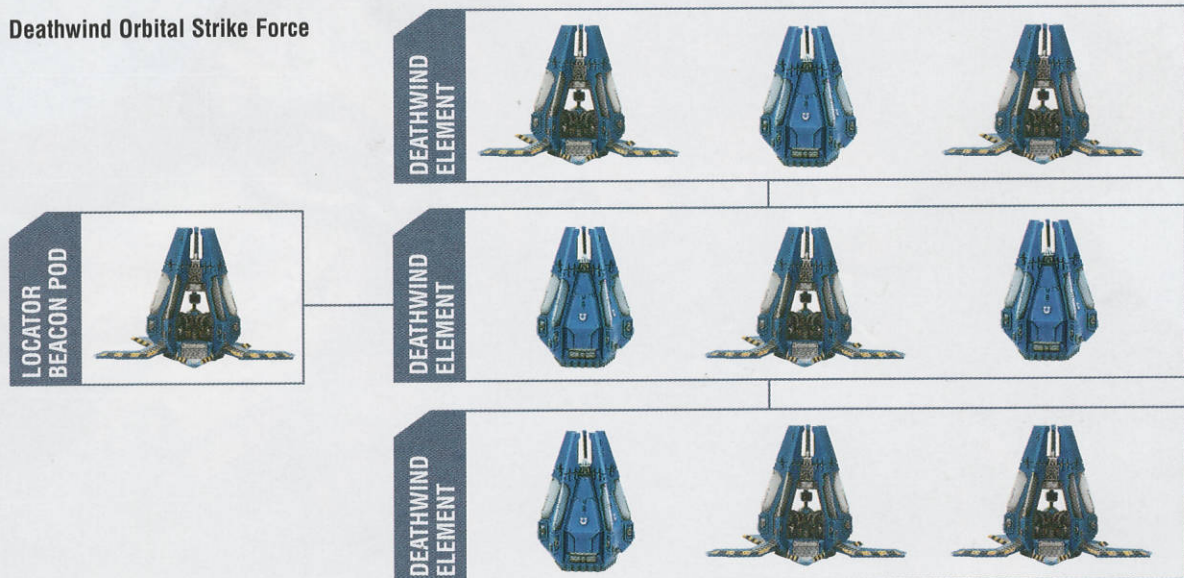 Deathwind Orbital Strike Force
DEATHWIND
ELEMENT
LOCATOR
BEACON POD
DEATHWIND
ELEMENT
DEATHWIND
ELEMENT